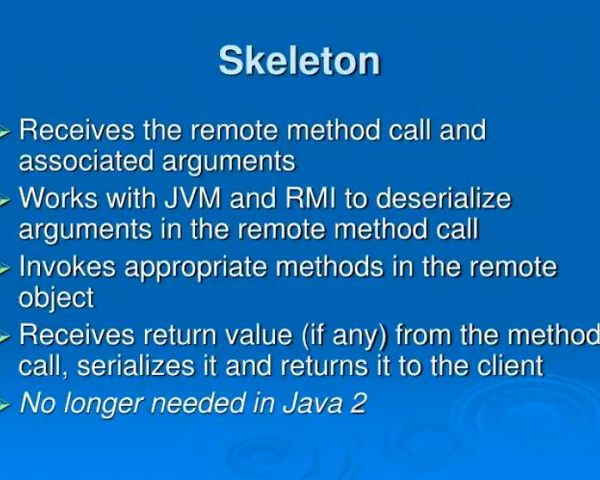 Skeleton
Receives the remote method call and
associated arguments
Works with JVM and RMI to deserialize
arguments in the remote method call
Invokes appropriate methods in the remote
object
Receives return value (if any) from the method
call, serializes it and returns it to the client
No longer needed in Java 2